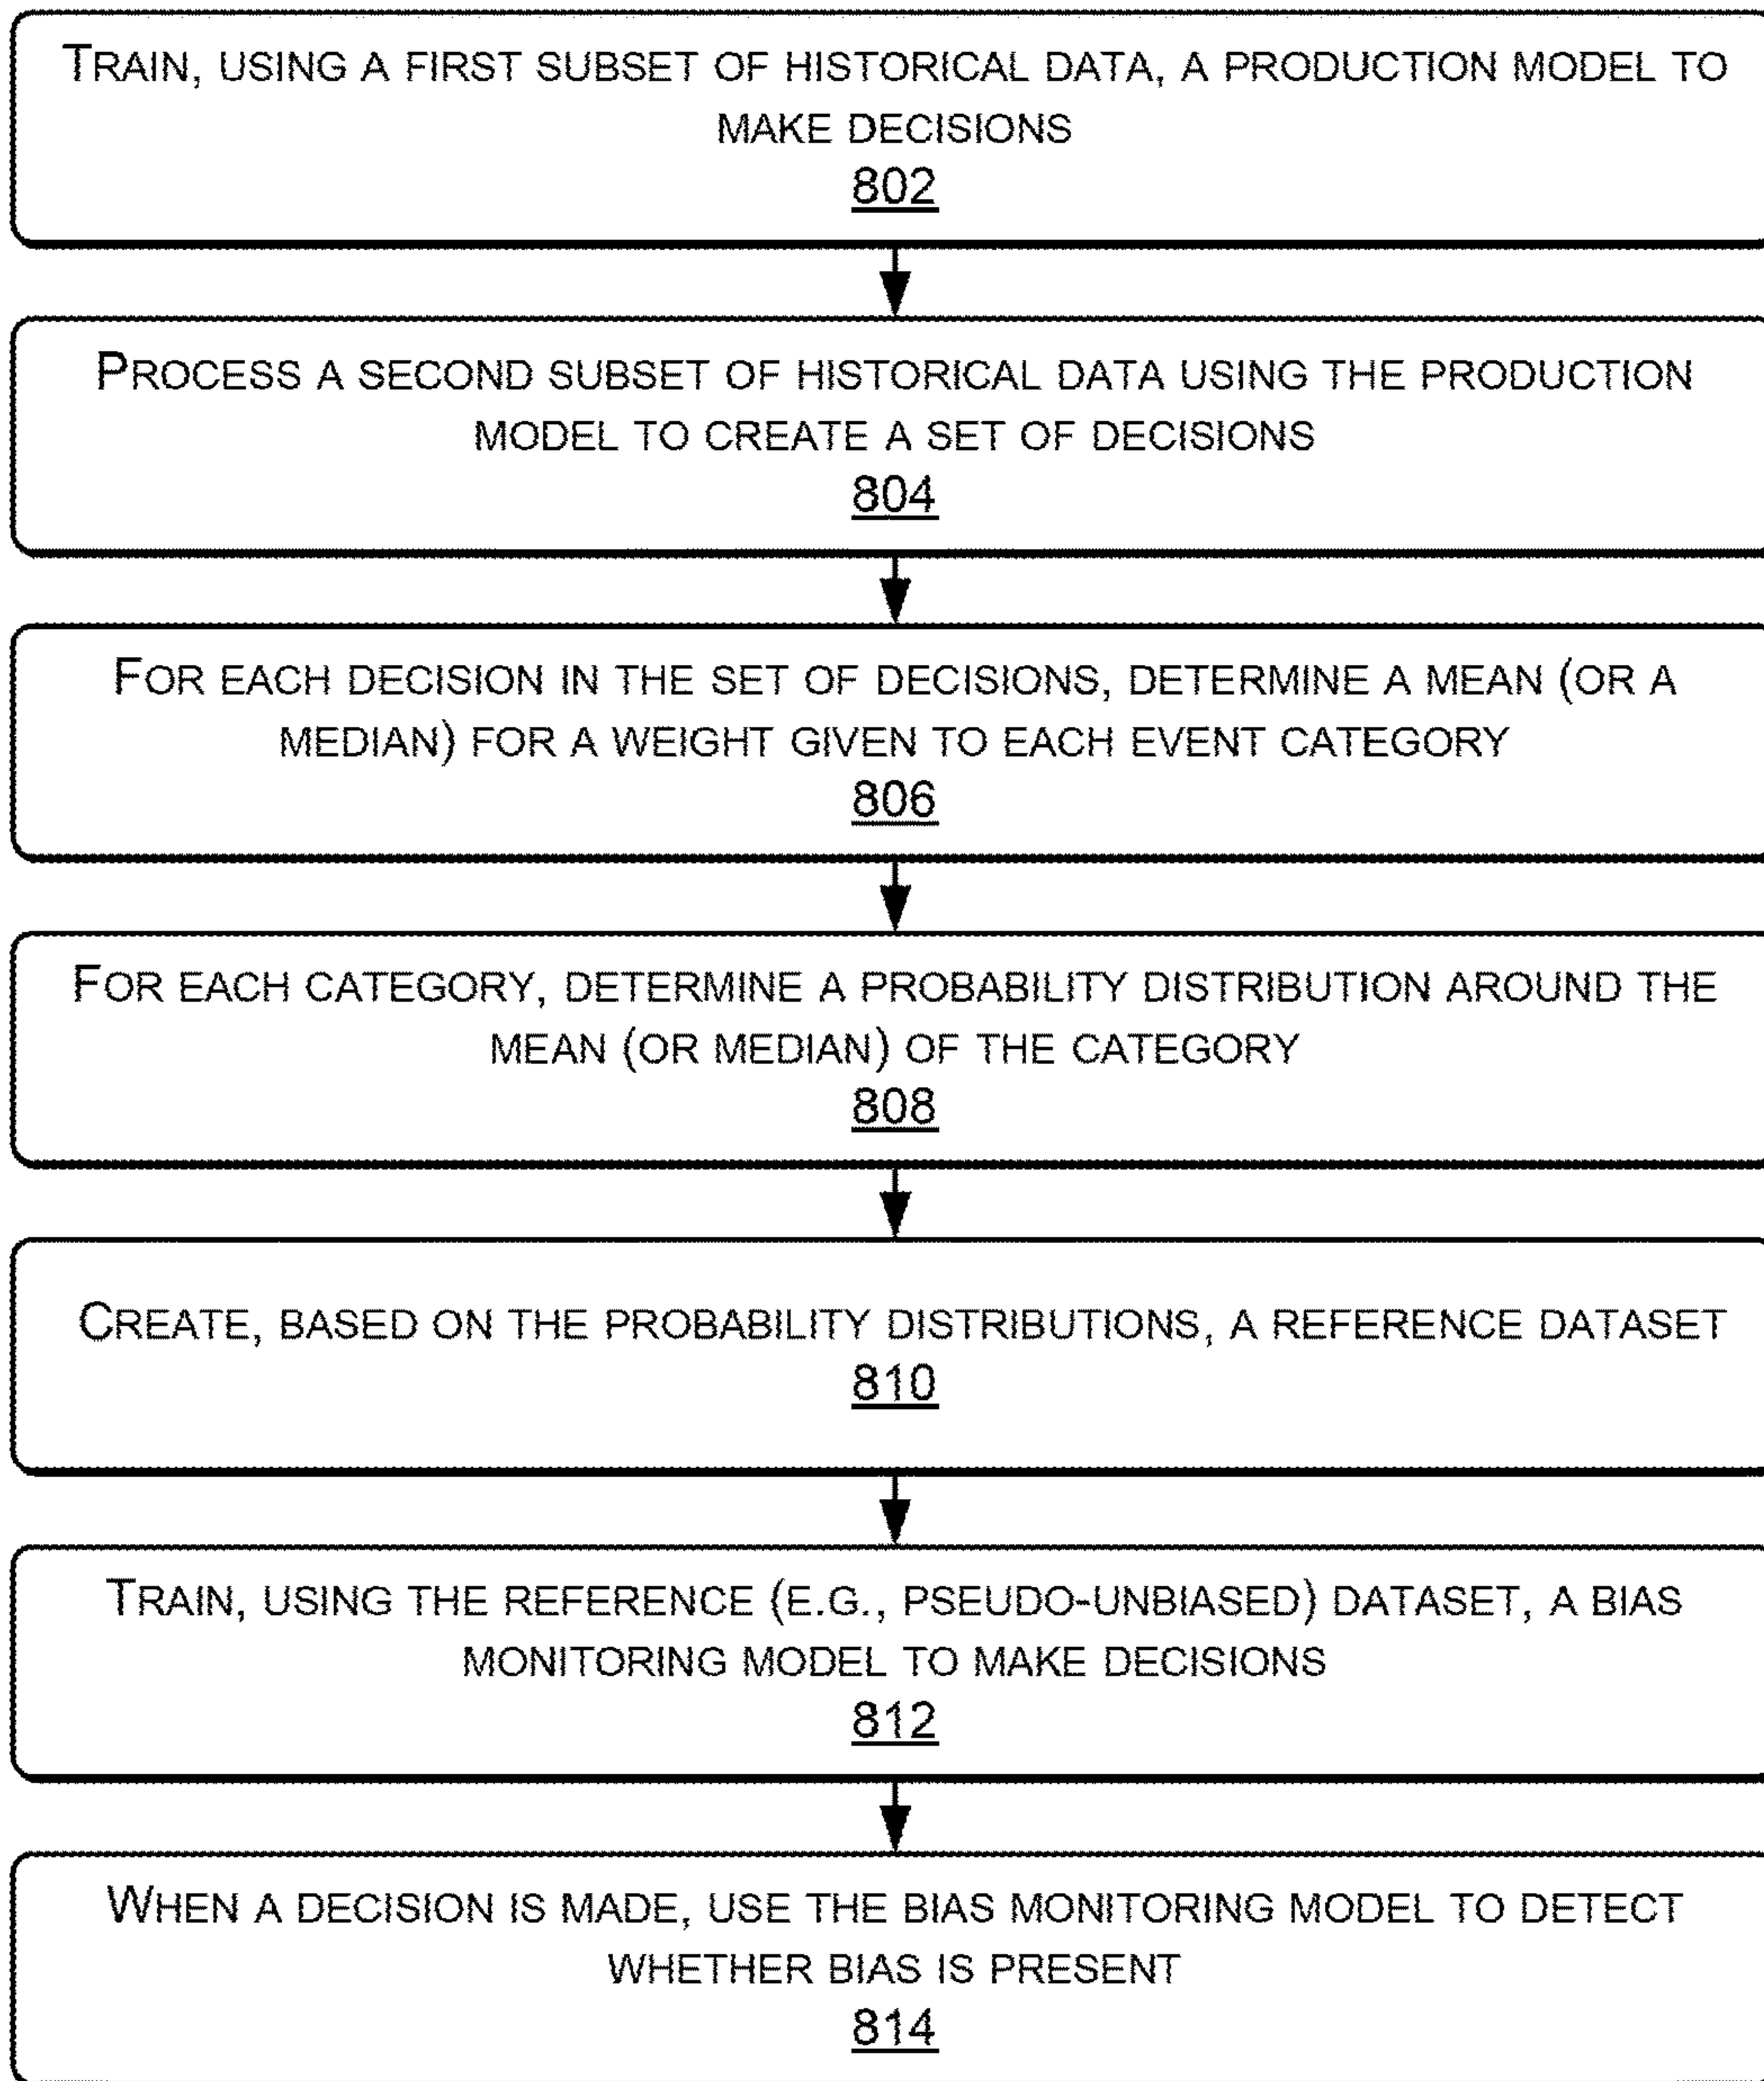 TRAIN, USING A FIRST SUBSET OF HISTORICAL DATA, A PRODUCTION MODEL TO
MAKE DECISIONS
802
PROCESS A SECOND SUBSET OF HISTORICAL DATA USING THE PRODUCTION
MODEL TO CREATE A SET OF DECISIONS
804
FOR EACH DECISION IN THE SET OF DECISIONS, DETERMINE A MEAN (OR A
MEDIAN) FOR A WEIGHT GIVEN TO EACH EVENT CATEGORY
806
FOR EACH CATEGORY, DETERMINE A PROBABILITY DISTRIBUTION AROUND THE
MEAN (OR MEDIAN) OF THE CATEGORY
808
CREATE, BASED ON THE PROBABILITY DISTRIBUTIONS, A REFERENCE DATASET
810
TRAIN, USING THE REFERENCE (E.G., PSEUDO-UNBIASED) DATASET, A BIAS
MONITORING MODEL TO MAKE DECISIONS
812
WHEN A DECISION IS MADE, USE THE BIAS MONITORING MODEL TO DETECT
WHETHER BIAS IS PRESENT
814